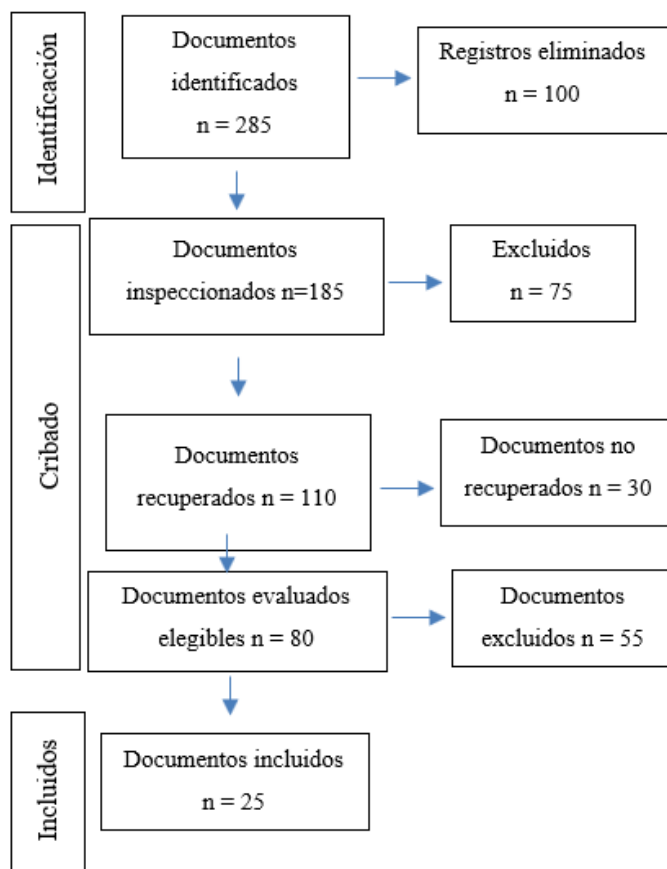 Identificación
Documentos
identificados
n = 285
Registros eliminados
n = 100
Cribado
Documentos
inspeccionados n=185
Excluidos
n = 75
Documentos
recuperados n = 110
Documentos no
recuperados n = 30
Documentos evaluados
elegibles n = 80
Documentos
excluidos n = 55
Incluidos
Documentos incluidos
n = 25